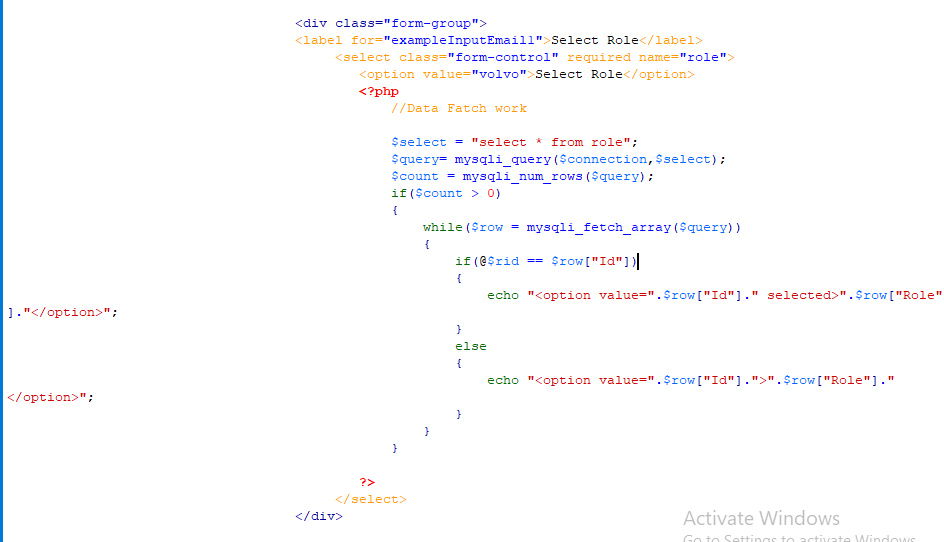 <div class="form-group">
<label for="exampleInputEmail1">Select Role</label>
<select class="form-control" required name="role">
<option value="volvo">Select Role</option>
<?php
//Data Fatch work
$select = "select * from role";
$query= mysqli_query($connection,$select);
$count = mysqli_num_rows($query);
if($count > 0)
{
while($row = mysqli_fetch_array($query))
{
if(@$rid == $row["Id"])
{
echo "<option value=".$row["Id"]." selected>".$row["Role"
]."</option>";
}
else
{
echo "<option value=".$row["Id"].">".$row["Role"]."
</option>";
}
}
}
?>
</select>
</div>
Activate Windows
Go to Settings to activate Windows.